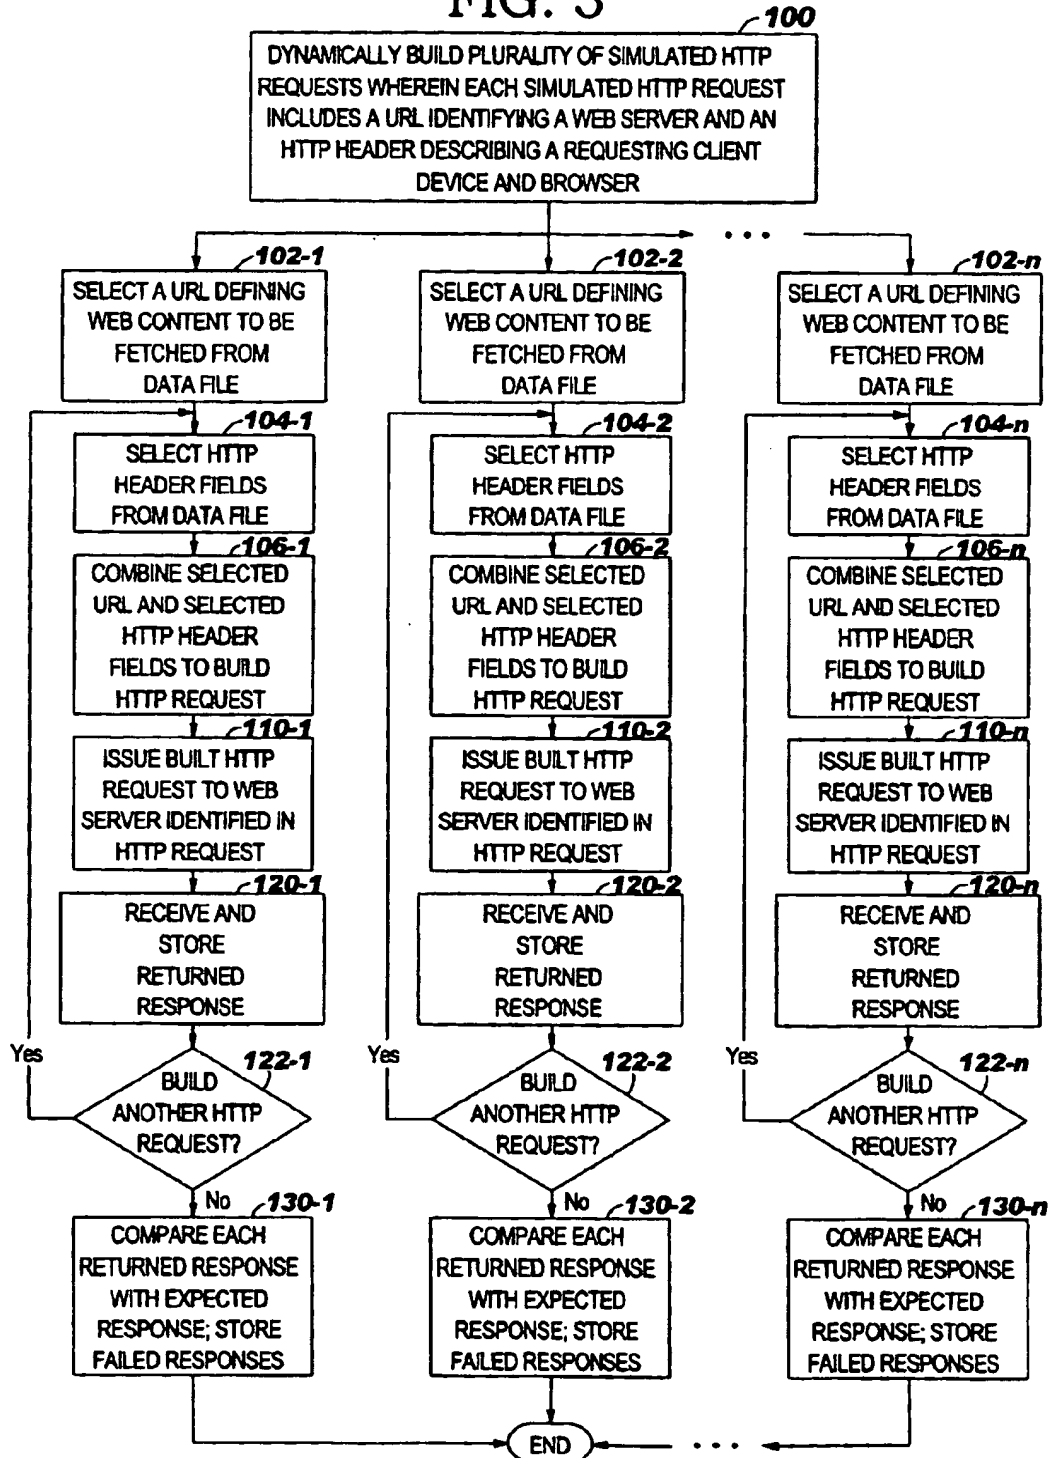 FIG. 3
100
DYNAMICALLY BUILD PLURALITY OF SIMULATED HTTP
REQUESTS WHEREIN EACH SIMULATED HTTP REQUEST
INCLUDES A URL IDENTIFYING A WEB SERVER AND AN
HTTP HEADER DESCRIBING A REQUESTING CLIENT
DEVICE AND BROWSER
• • •
102-1
SELECT A URL DEFINING
WEB CONTENT TO BE
FETCHED FROM
DATA FILE
104-1
SELECT HTTP
HEADER FIELDS
FROM DATA FILE
106-1
COMBINE SELECTED
URL AND SELECTED
HTTP HEADER
FIELDS TO BUILD
HTTP REQUEST
110-1
ISSUE BUILT HTTP
REQUEST TO WEB
SERVER IDENTIFIED IN
HTTP REQUEST
120-1
RECEIVE AND
STORE
RETURNED
RESPONSE
Yes
122-1
BUILD
ANOTHER HTTP
REQUEST?
No
130-1
COMPARE EACH
RETURNED RESPONSE
WITH EXPECTED
RESPONSE; STORE
FAILED RESPONSES
102-2
SELECT A URL DEFINING
WEB CONTENT TO BE
FETCHED FROM
DATA FILE
104-2
SELECT HTTP
HEADER FIELDS
FROM DATA FILE
106-2
COMBINE SELECTED
URL AND SELECTED
HTTP HEADER
FIELDS TO BUILD
HTTP REQUEST
110-2
ISSUE BUILT HTTP
REQUEST TO WEB
SERVER IDENTIFIED IN
HTTP REQUEST
120-2
RECEIVE AND
STORE
RETURNED
RESPONSE
Yes
122-2
BUILD
ANOTHER HTTP
REQUEST?
No
130-2
COMPARE EACH
RETURNED RESPONSE
WITH EXPECTED
RESPONSE; STORE
FAILED RESPONSES
102-n
SELECT A URL DEFINING
WEB CONTENT TO BE
FETCHED FROM
DATA FILE
104-n
SELECT HTTP
HEADER FIELDS
FROM DATA FILE
106-n
COMBINE SELECTED
URL AND SELECTED
HTTP HEADER
FIELDS TO BUILD
HTTP REQUEST
110-n
ISSUE BUILT HTTP
REQUEST TO WEB
SERVER IDENTIFIED IN
HTTP REQUEST
120-n
RECEIVE AND
STORE
RETURNED
RESPONSE
Yes
122-n
BUILD
ANOTHER HTTP
REQUEST?
No
130-n
COMPARE EACH
RETURNED RESPONSE
WITH EXPECTED
RESPONSE; STORE
FAILED RESPONSES
END
• • •